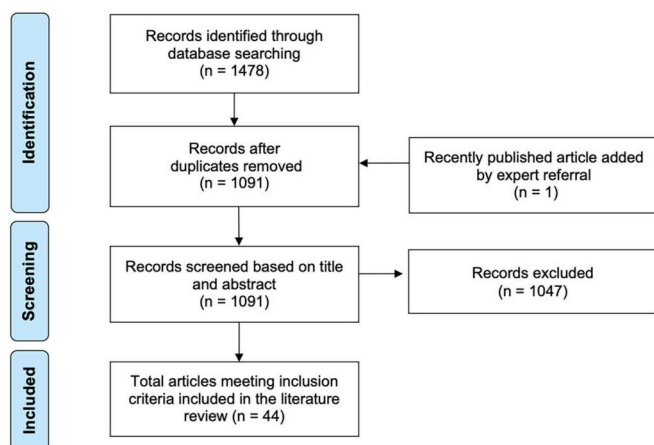 Identification
Records identified through
database searching
(n = 1478)
Records after
duplicates removed
(n = 1091)
Recently published article added
by expert referral
(n = 1)
Screening
Records screened based on title
and abstract
(n = 1091)
Records excluded
(n = 1047)
Included
Total articles meeting inclusion
criteria included in the literature
review (n = 44)